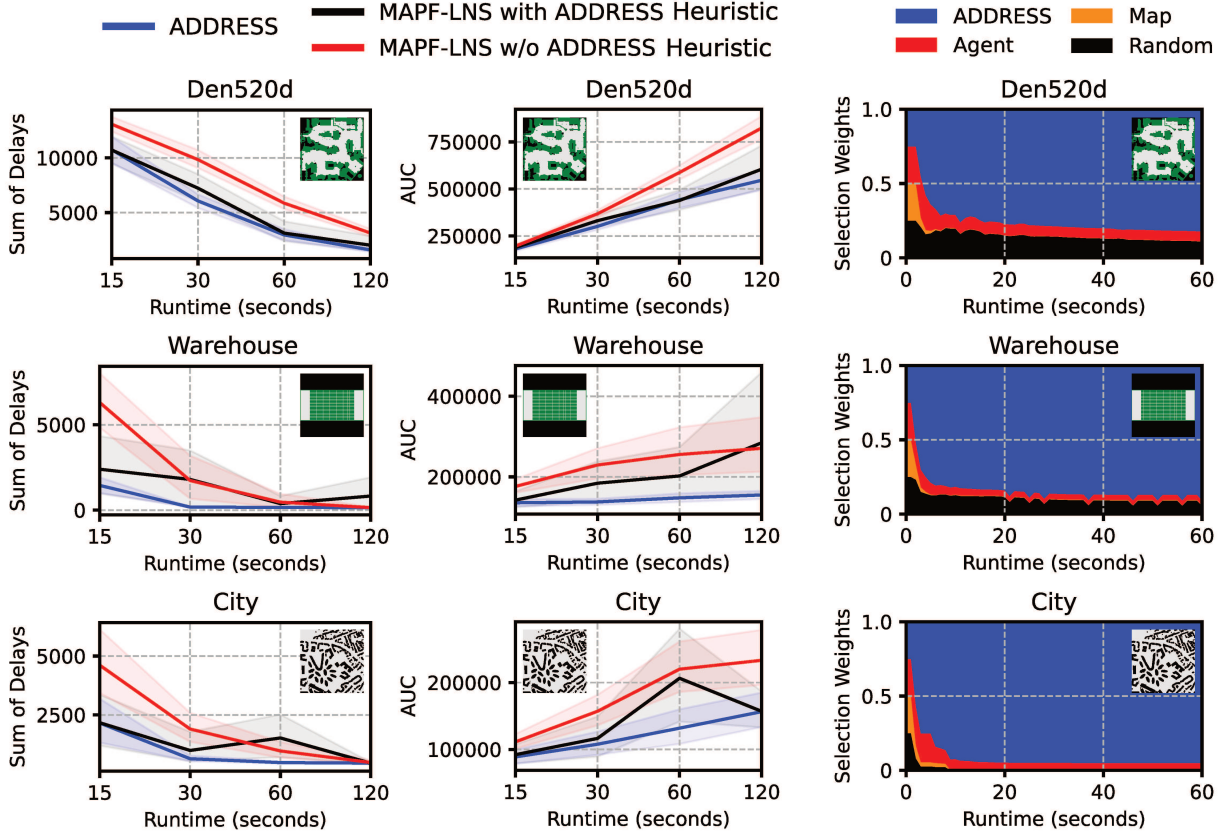 ADDRESS
MAPF-LNS with ADDRESS Heuristic
MAPF-LNS w/o ADDRESS Heuristic
ADDRESS
Map
Agent
Random
Den520d
Sum of Delays
10000
5000
15
30
60
120
Runtime (seconds)
Den520d
AUC
750000
500000
250000
15
30
60
120
Runtime (seconds)
Den520d
Selection Weights
1.0
0.5
0
0
20
40
60
Runtime (seconds)
Warehouse
Sum of Delays
5000
0
15
30
60
120
Runtime (seconds)
Warehouse
AUC
400000
200000
15
30
60
120
Runtime (seconds)
Warehouse
Selection Weights
1.0
0.5
0
0
20
40
60
Runtime (seconds)
City
Sum of Delays
5000
2500
15
30
60
120
Runtime (seconds)
City
AUC
200000
100000
15
30
60
120
Runtime (seconds)
City
Selection Weights
1.0
0.5
0
0
20
40
60
Runtime (seconds)